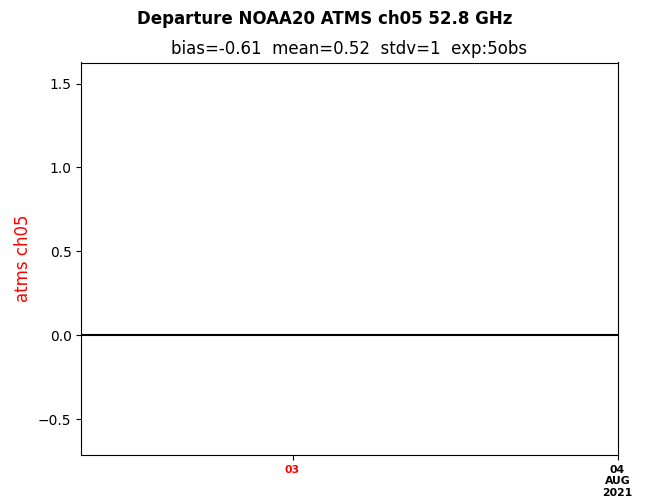 Departure NOAA20 ATMS ch05 52.8 GHz
bias=-0.61 mean=0.52 stdv=1 exp:5obs
1.5
1.0
0.5
0.0
−0.5
atms ch05
03
04
AUG
2021